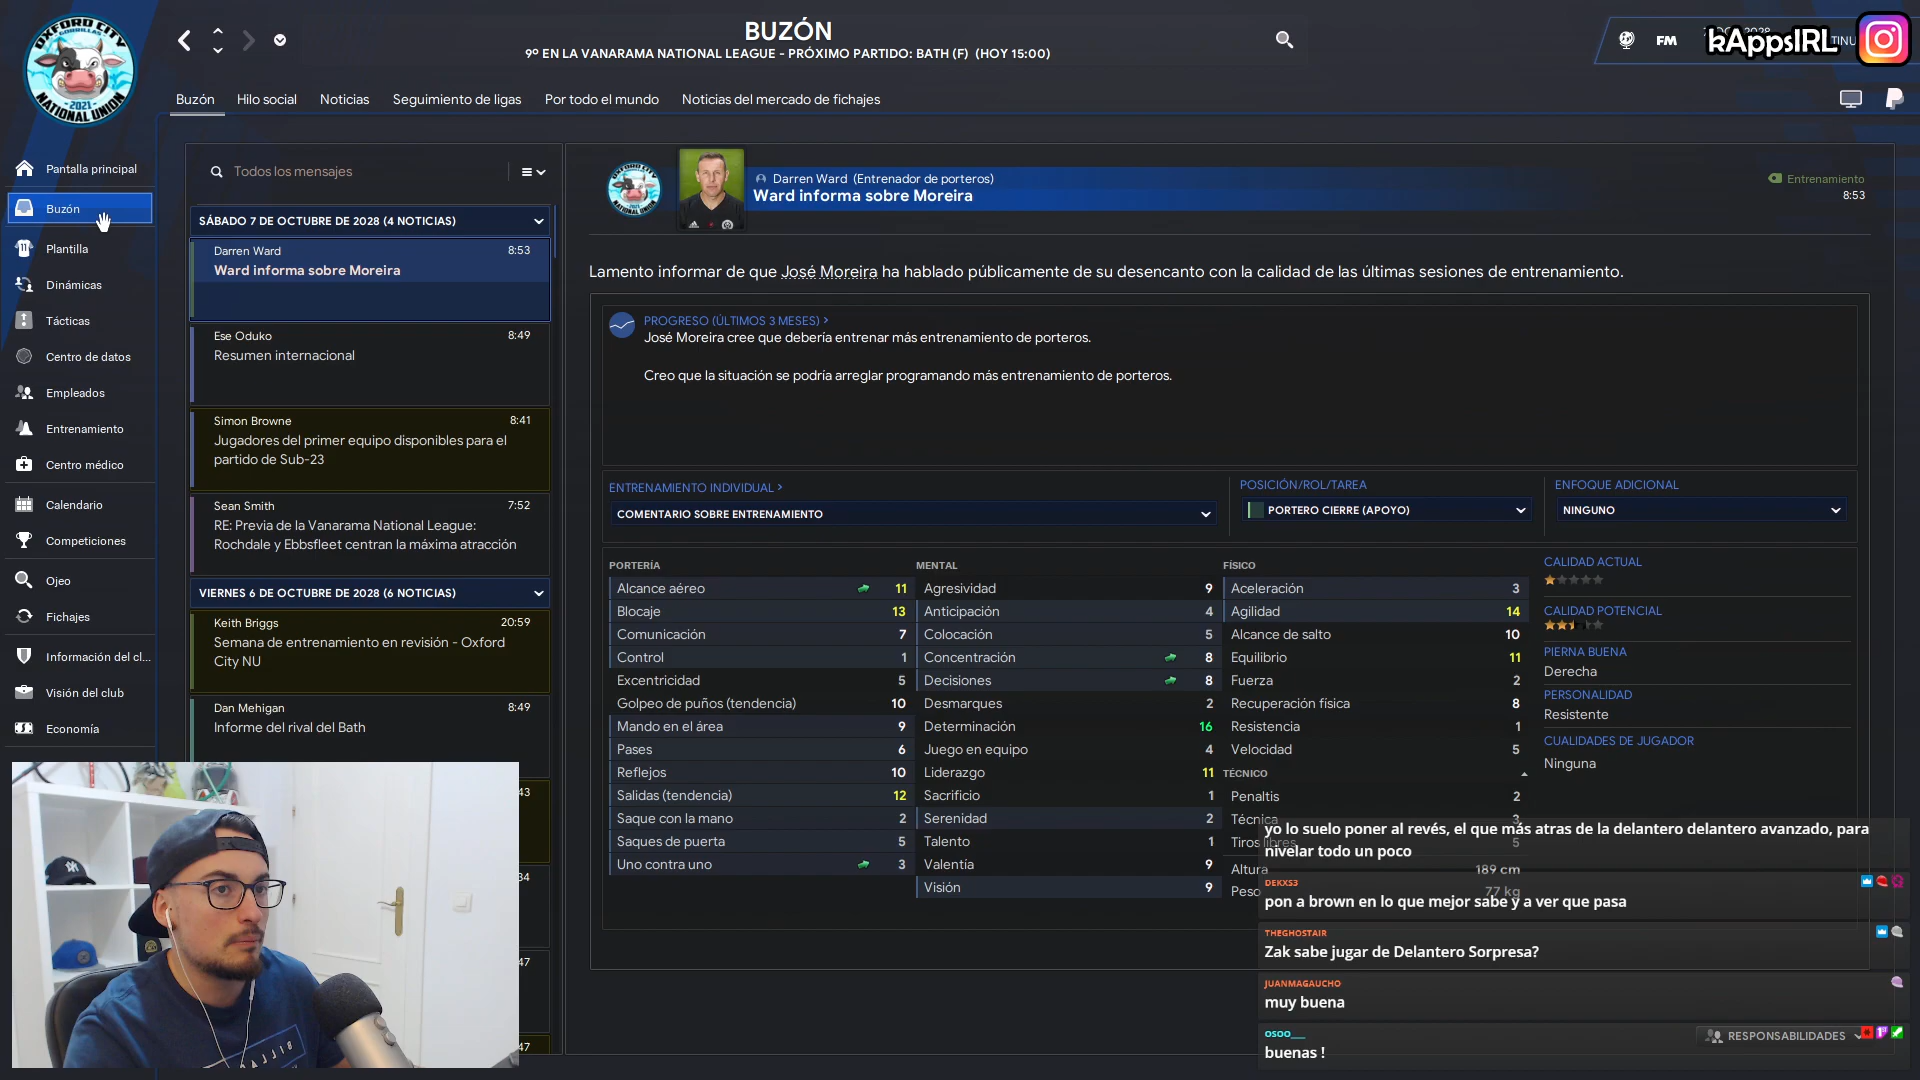 OXFORD CITY
GORRILLAS
2021
NATIONAL UNION
BUZÓN
9º EN LA VANARAMA NATIONAL LEAGUE - PRÓXIMO PARTIDO: BATH (F) (HOY 15:00)
FM
kAppsIRL
Buzón
Hilo social
Noticias
Seguimiento de ligas
Por todo el mundo
Noticias del mercado de fichajes
Pantalla principal
Buzón
Plantilla
Dinámicas
Tácticas
Centro de datos
Empleados
Entrenamiento
Centro médico
Calendario
Competiciones
Ojeo
Fichajes
Información del cl...
Visión del club
Economía
Todos los mensajes
SÁBADO 7 DE OCTUBRE DE 2028 (4 NOTICIAS)
Darren Ward 8:53
Ward informa sobre Moreira
Ese Oduko 8:49
Resumen internacional
Simon Browne 8:41
Jugadores del primer equipo disponibles para el
partido de Sub-23
Sean Smith 7:52
RE: Previa de la Vanarama National League:
Rochdale y Ebbsfleet centran la máxima atracción
VIERNES 6 DE OCTUBRE DE 2028 (6 NOTICIAS)
Keith Briggs 20:59
Semana de entrenamiento en revisión - Oxford
City NU
Dan Mehigan 8:49
Informe del rival del Bath
43
34
47
47
Darren Ward (Entrenador de porteros)
Ward informa sobre Moreira
Entrenamiento
8:53
Lamento informar de que José Moreira ha hablado públicamente de su desencanto con la calidad de las últimas sesiones de entrenamiento.
PROGRESO (ÚLTIMOS 3 MESES) >
José Moreira cree que debería entrenar más entrenamiento de porteros.
Creo que la situación se podría arreglar programando más entrenamiento de porteros.
ENTRENAMIENTO INDIVIDUAL >
COMENTARIO SOBRE ENTRENAMIENTO
POSICIÓN/ROL/TAREA
PORTERO CIERRE (APOYO)
ENFOQUE ADICIONAL
NINGUNO
PORTERÍA
Alcance aéreo 11
Blocaje 13
Comunicación 7
Control 1
Excentricidad 5
Golpeo de puños (tendencia) 10
Mando en el área 9
Pases 6
Reflejos 10
Salidas (tendencia) 12
Saque con la mano 2
Saques de puerta 5
Uno contra uno 3
MENTAL
Agresividad 9
Anticipación 4
Colocación 5
Concentración 8
Decisiones 8
Desmarques 2
Determinación 16
Juego en equipo 4
Liderazgo 11
Sacrificio 1
Serenidad 2
Talento 1
Valentía 9
Visión 9
FÍSICO
Aceleración 3
Agilidad 14
Alcance de salto 10
Equilibrio 11
Fuerza 2
Recuperación física 8
Resistencia 1
Velocidad 5
TÉCNICO
Penaltis 2
Técnica 3
Tiros libres 5
Altura 189 cm
Peso 77 kg
CALIDAD ACTUAL
CALIDAD POTENCIAL
PIERNA BUENA
Derecha
PERSONALIDAD
Resistente
CUALIDADES DE JUGADOR
Ninguna
yo lo suelo poner al revés, el que más atras de la delantero delantero avanzado, para
nivelar todo un poco
DEKXS3
pon a brown en lo que mejor sabe y a ver que pasa
THEGHOSTAIR
Zak sabe jugar de Delantero Sorpresa?
JUANMAGAUCHO
muy buena
OSOO__
buenas !
RESPONSABILIDADES